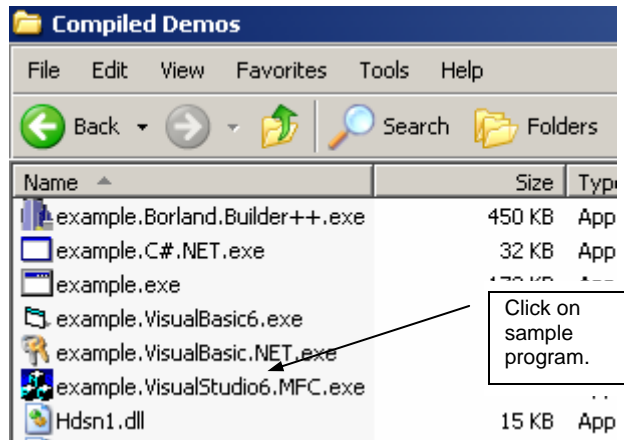 Compiled Demos
File Edit View Favorites Tools Help
Back Search Folders
Name Size
example.Borland.Builder++.exe 450 KB App
example.C#.NET.exe 32 KB App
example.exe
example.VisualBasic6.exe
example.VisualBasic.NET.exe
example.VisualStudio6.MFC.exe
Hdsn1.dll 15 KB App
Click on
sample
program.